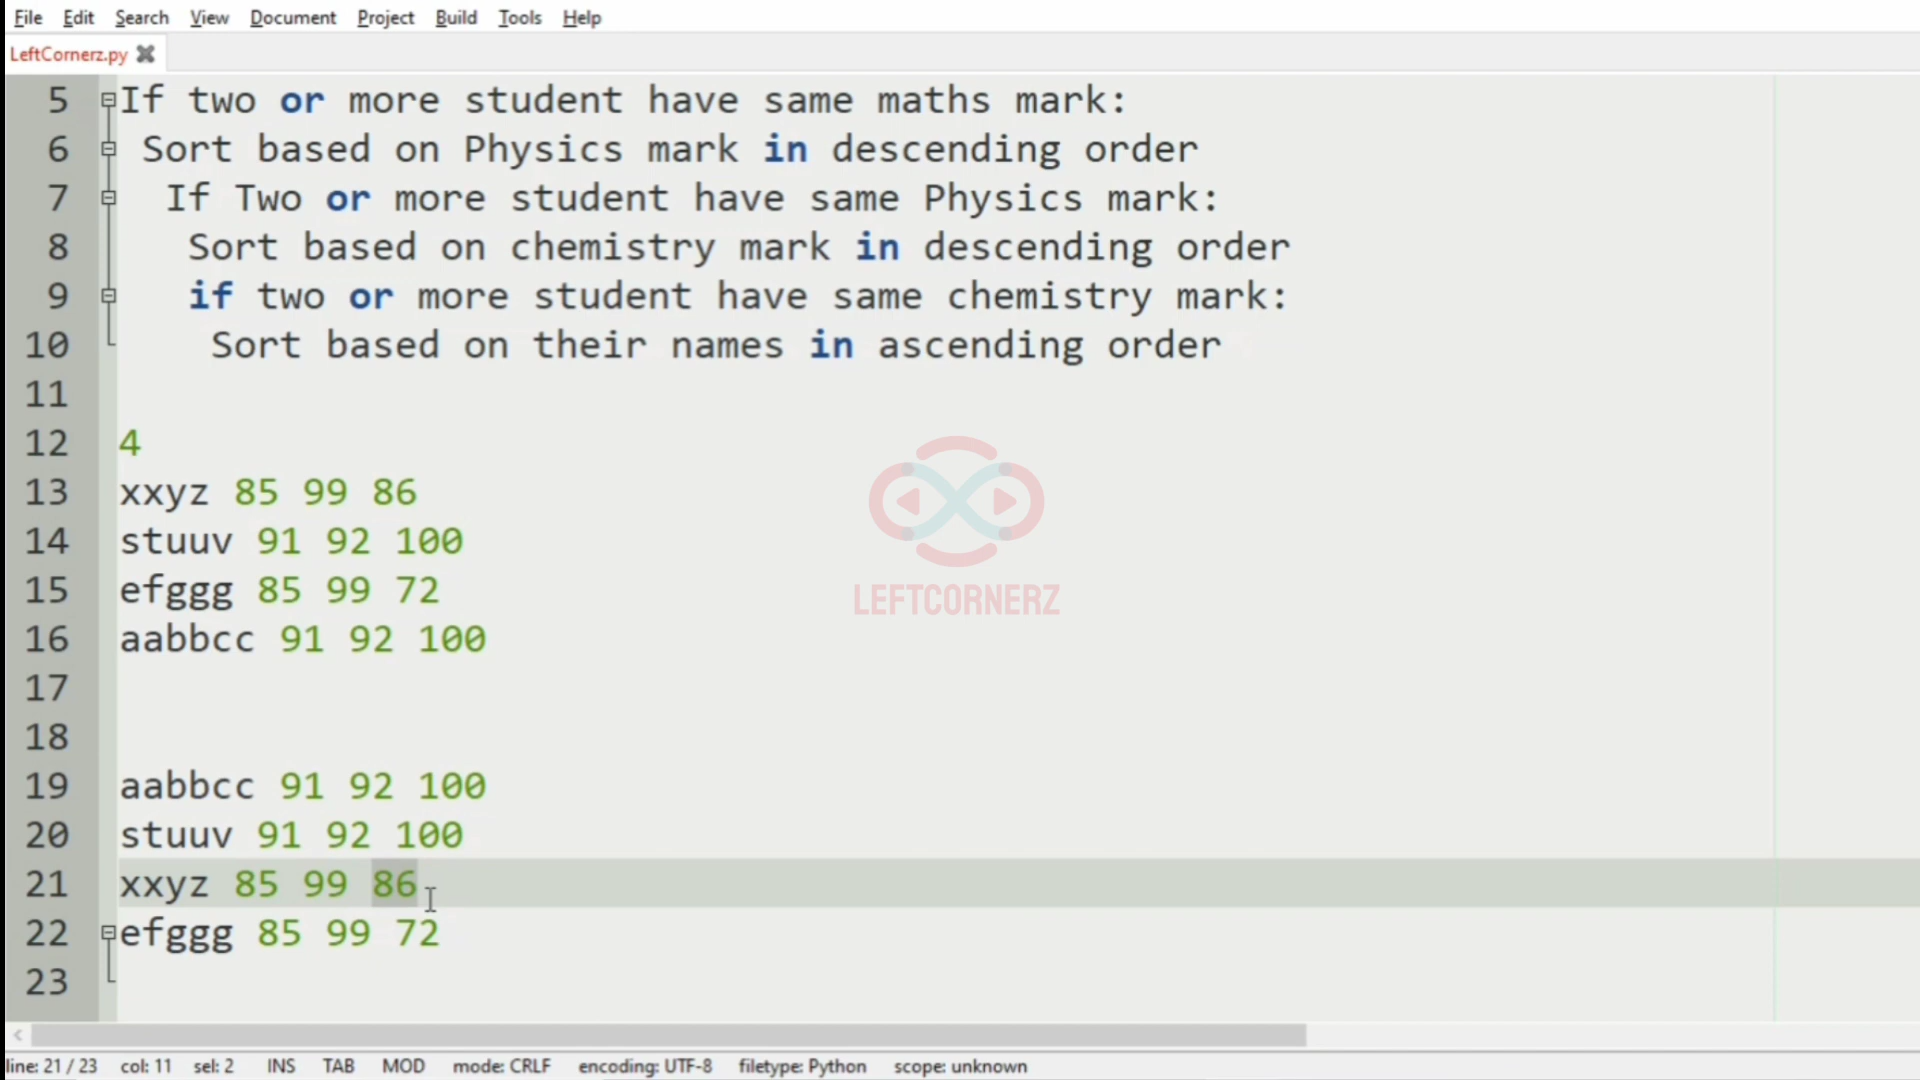 File Edit Search View Document Project Build Tools Help
LeftCornerz.py
5 If two or more student have same maths mark:
6 Sort based on Physics mark in descending order
7 If Two or more student have same Physics mark:
8 Sort based on chemistry mark in descending order
9 if two or more student have same chemistry mark:
10 Sort based on their names in ascending order
11
12 4
13 xxyz 85 99 86
14 stuuv 91 92 100
15 efggg 85 99 72
16 aabbcc 91 92 100
17
18
19 aabbcc 91 92 100
20 stuuv 91 92 100
21 xxyz 85 99 86
22 efggg 85 99 72
23
LEFTCORNERZ
line: 21 / 23 col: 11 sel: 2 INS TAB MOD mode: CRLF encoding: UTF-8 filetype: Python scope: unknown